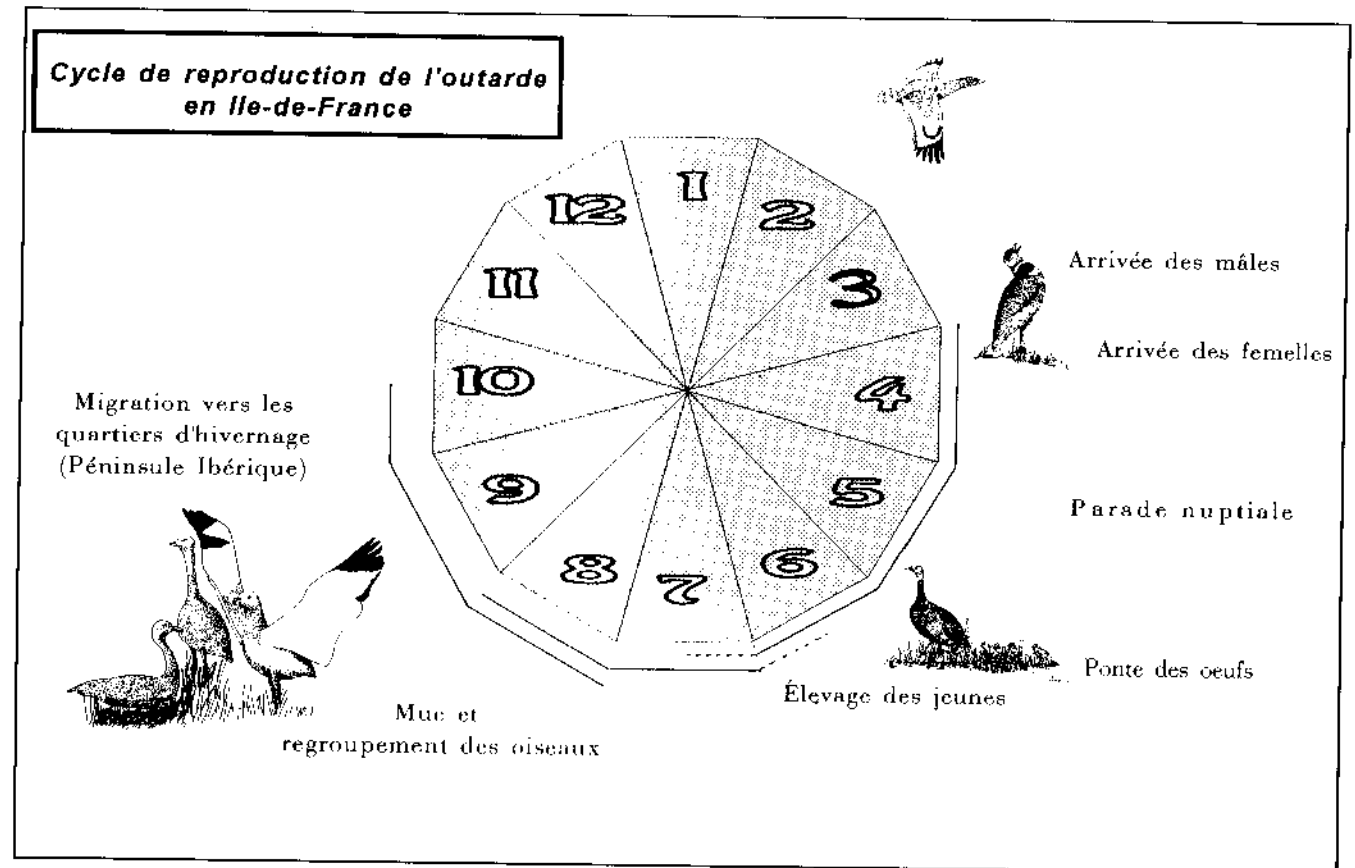 Cycle de reproduction de l'outarde
en Ile-de-France
1
2
3
4
5
6
7
8
9
10
11
12
Arrivée des mâles
Arrivée des femelles
Parade nuptiale
Ponte des oeufs
Élevage des jeunes
Mue et
regroupement des oiseaux
Migration vers les
quartiers d'hivernage
(Péninsule Ibérique)